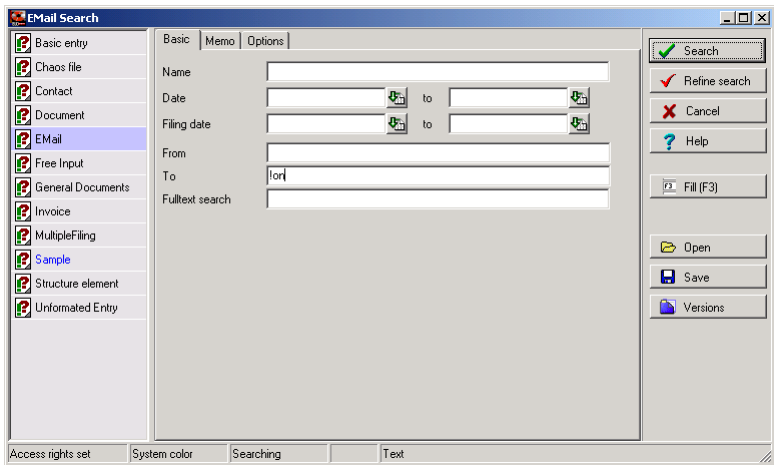 EMail Search
Basic entry
Chaos file
Contact
Document
EMail
Free Input
General Documents
Invoice
MultipleFiling
Sample
Structure element
Unformated Entry
Basic Memo Options
Name
Date to
Filing date to
From
To !on
Fulltext search
Search
Refine search
Cancel
Help
F3 Fill (F3)
Open
Save
Versions
Access rights set System color Searching Text